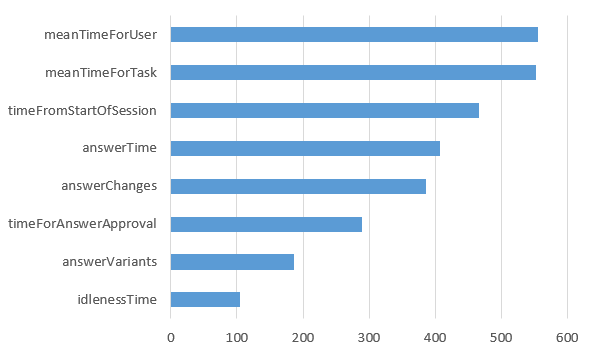 meanTimeForUser
meanTimeForTask
timeFromStartOfSession
answerTime
answerChanges
timeForAnswerApproval
answerVariants
idlenessTime
0 100 200 300 400 500 600